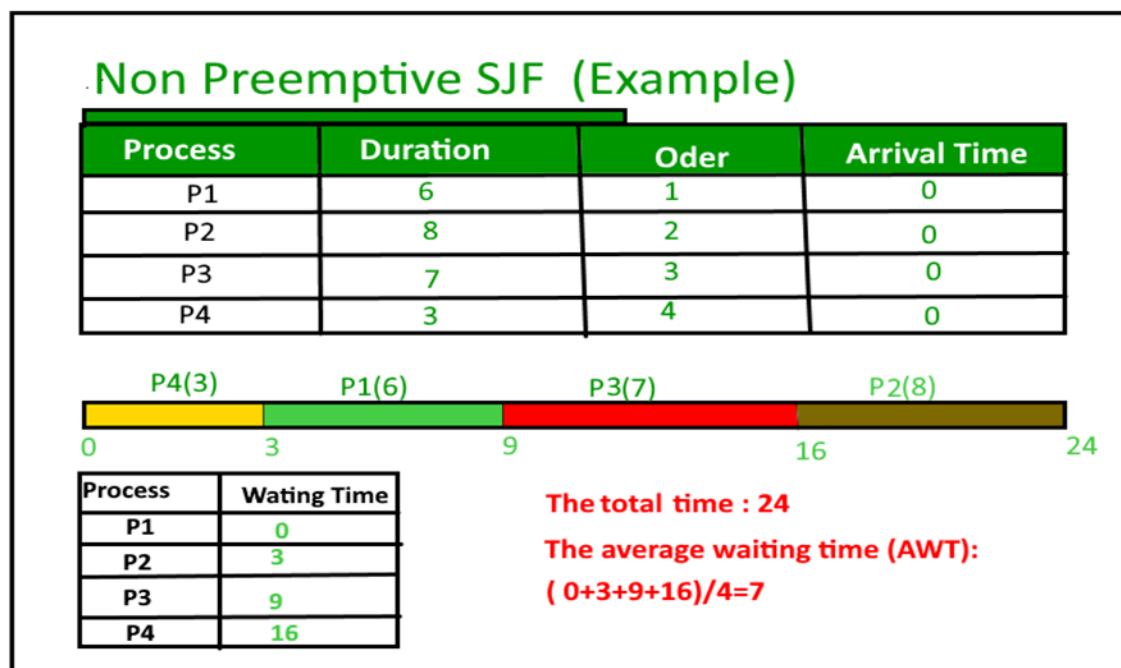 Non Preemptive SJF (Example)
Process Duration Oder Arrival Time
P1 6 1 0
P2 8 2 0
P3 7 3 0
P4 3 4 0
P4(3) P1(6) P3(7) P2(8)
0 3 9 16 24
Process Wating Time
P1 0
P2 3
P3 9
P4 16
The total time : 24
The average waiting time (AWT):
( 0+3+9+16)/4=7